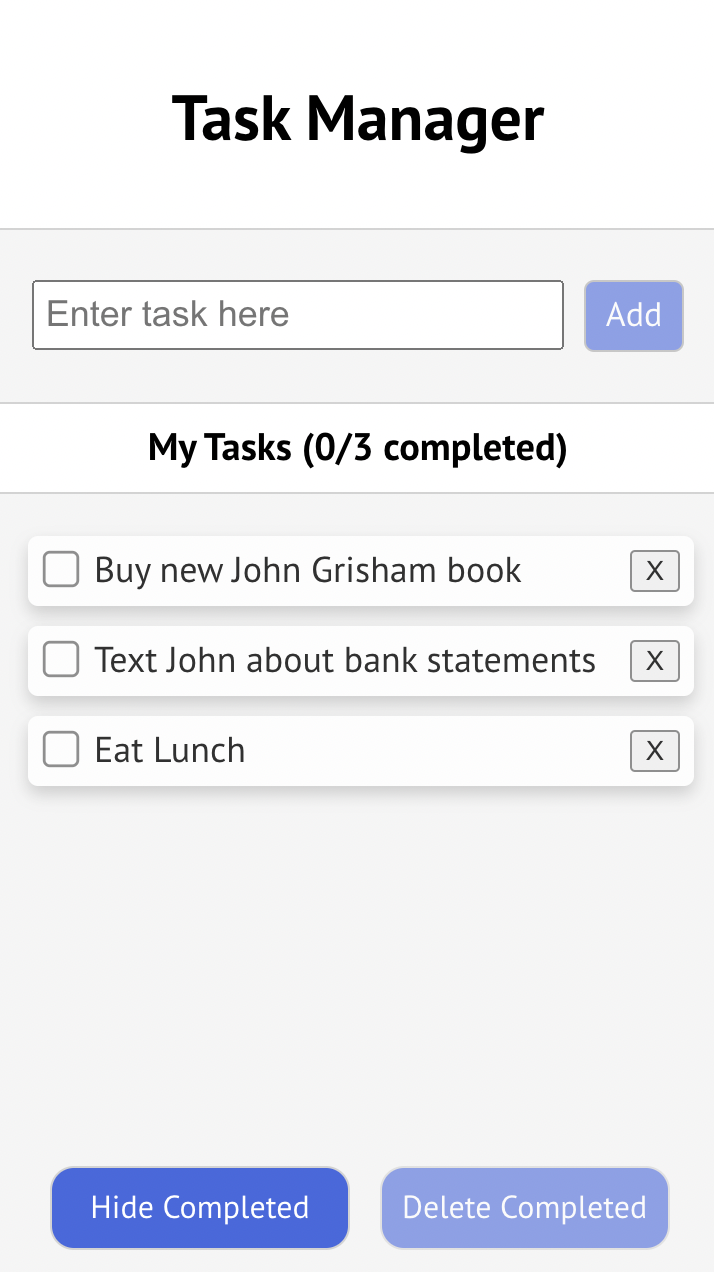 Task Manager
Enter task here
Add
My Tasks (0/3 completed)
Buy new John Grisham book
X
Text John about bank statements
X
Eat Lunch
X
Hide Completed
Delete Completed